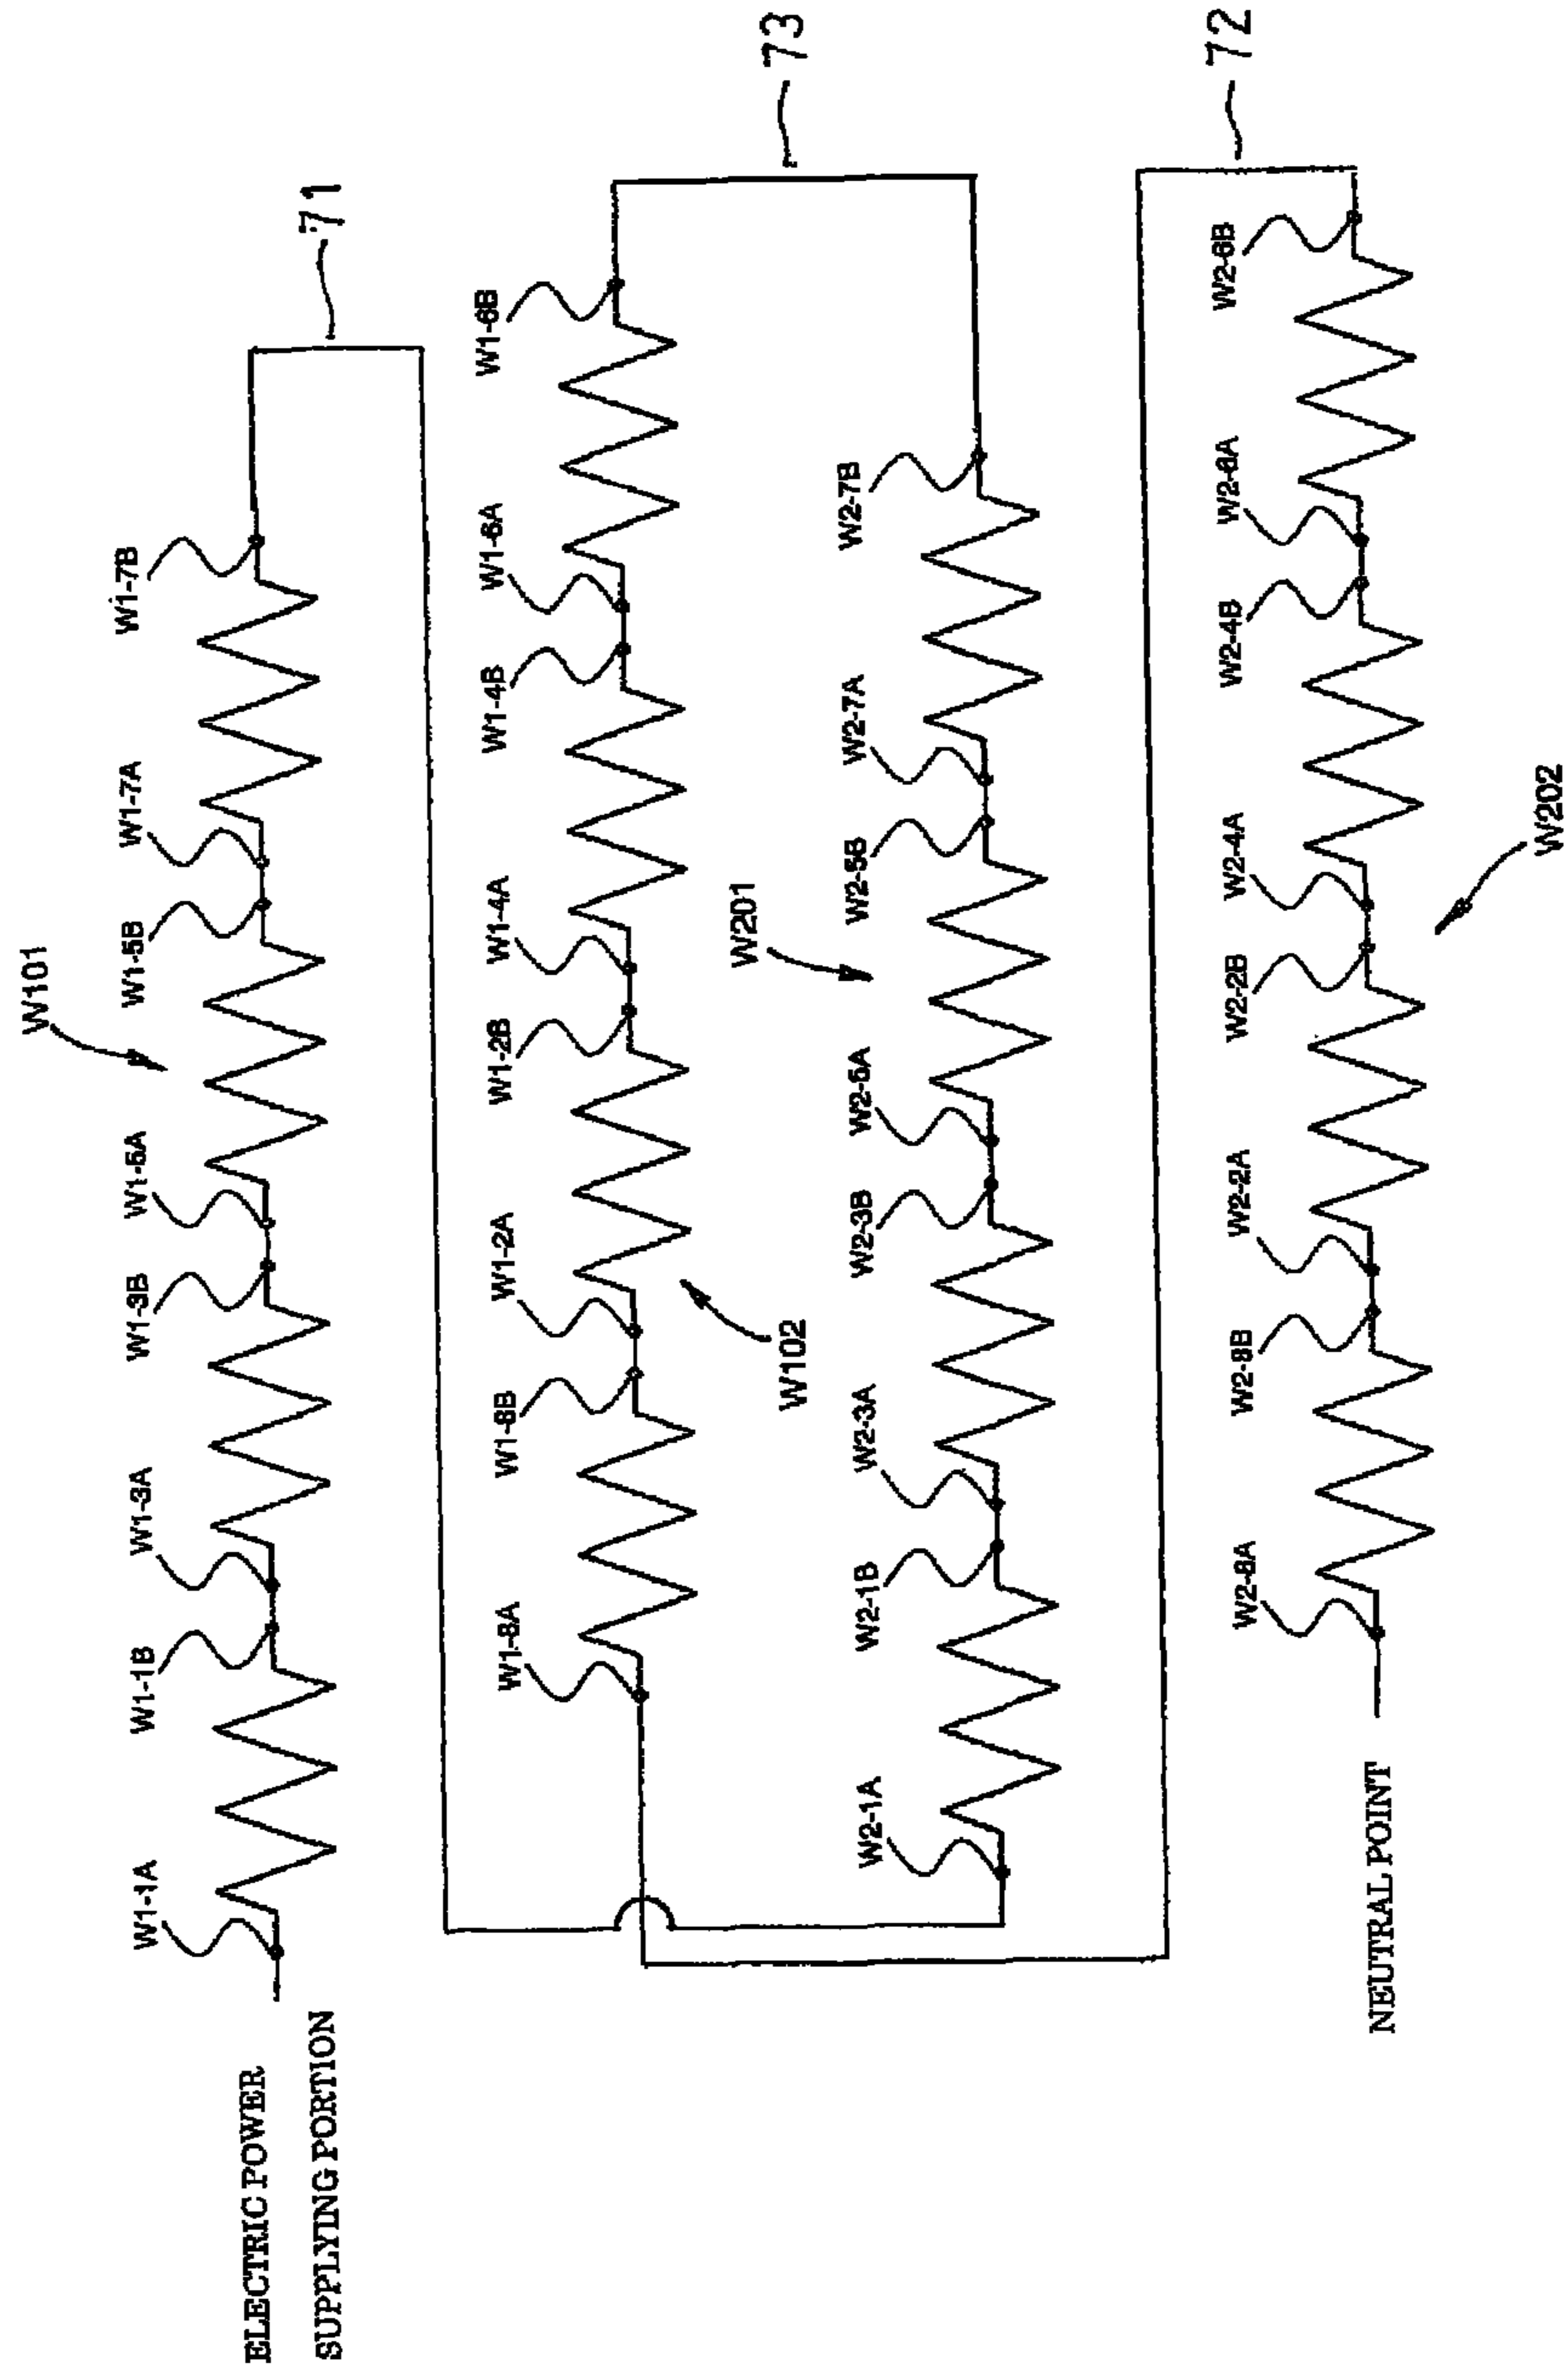 W101
W1-1A
W1-1B
W1-3A
W1-3B
W1-5A
W1-5B
W1-7A
W1-7B
71
ELECTRIC POWER
SUPPLYING PORTION
W1-8A
W1-8B
W1-2A
W1-2B
W1-4A
W1-4B
W1-6A
W1-6B
W102
73
W201
W2-1A
W2-1B
W2-3A
W2-3B
W2-5A
W2-5B
W2-7A
W2-7B
72
W2-8A
W2-8B
W2-2A
W2-2B
W2-4A
W2-4B
W2-6A
W2-6B
NEUTRAL POINT
W202